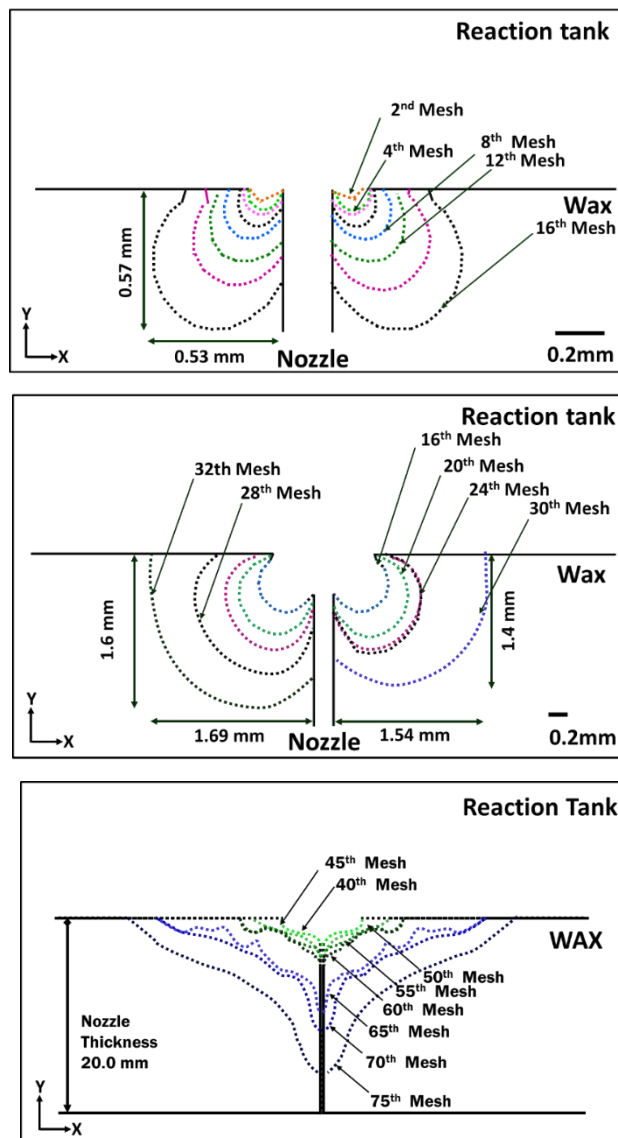 Reaction tank
2nd Mesh
8th Mesh
4th Mesh
12th Mesh
Wax
16th Mesh
0.57 mm
Y
X
0.53 mm
Nozzle
0.2mm
Reaction tank
16th Mesh
32th Mesh
20th Mesh
28th Mesh
24th Mesh
30th Mesh
Wax
1.6 mm
1.4 mm
Y
X
1.69 mm
Nozzle
1.54 mm
0.2mm
Reaction Tank
45th Mesh
40th Mesh
WAX
50th Mesh
55th Mesh
60th Mesh
Nozzle
Thickness
20.0 mm
65th Mesh
70th Mesh
75th Mesh
Y
X